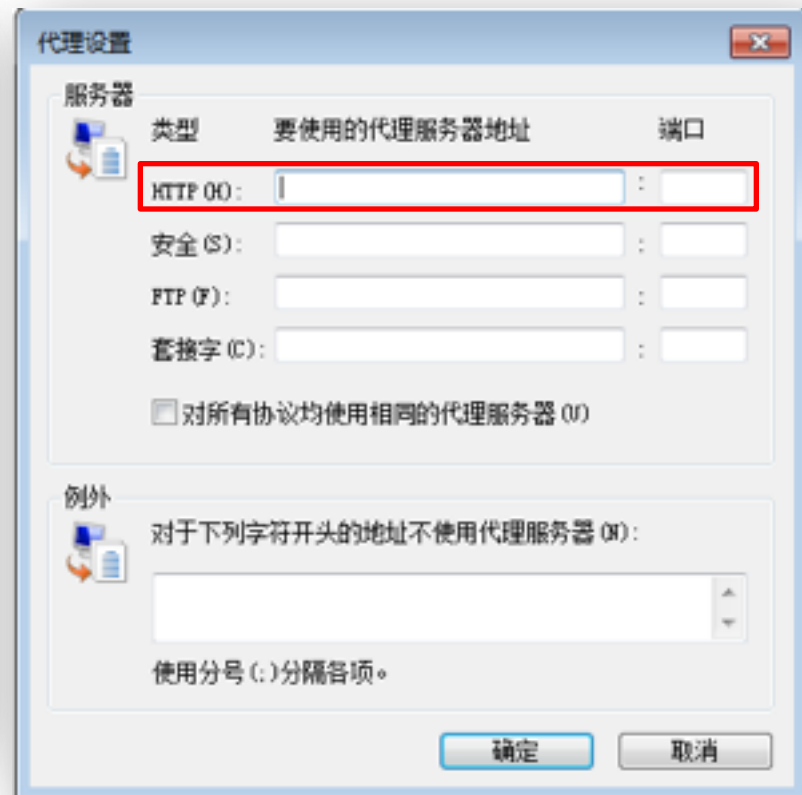 代理设置
服务器
类型 要使用的代理服务器地址 端口
HTTP(H): :
安全(S): :
FTP(F): :
套接字(C): :
对所有协议均使用相同的代理服务器(U)
例外
对于下列字符开头的地址不使用代理服务器(N):
使用分号(;)分隔各项。
确定 取消